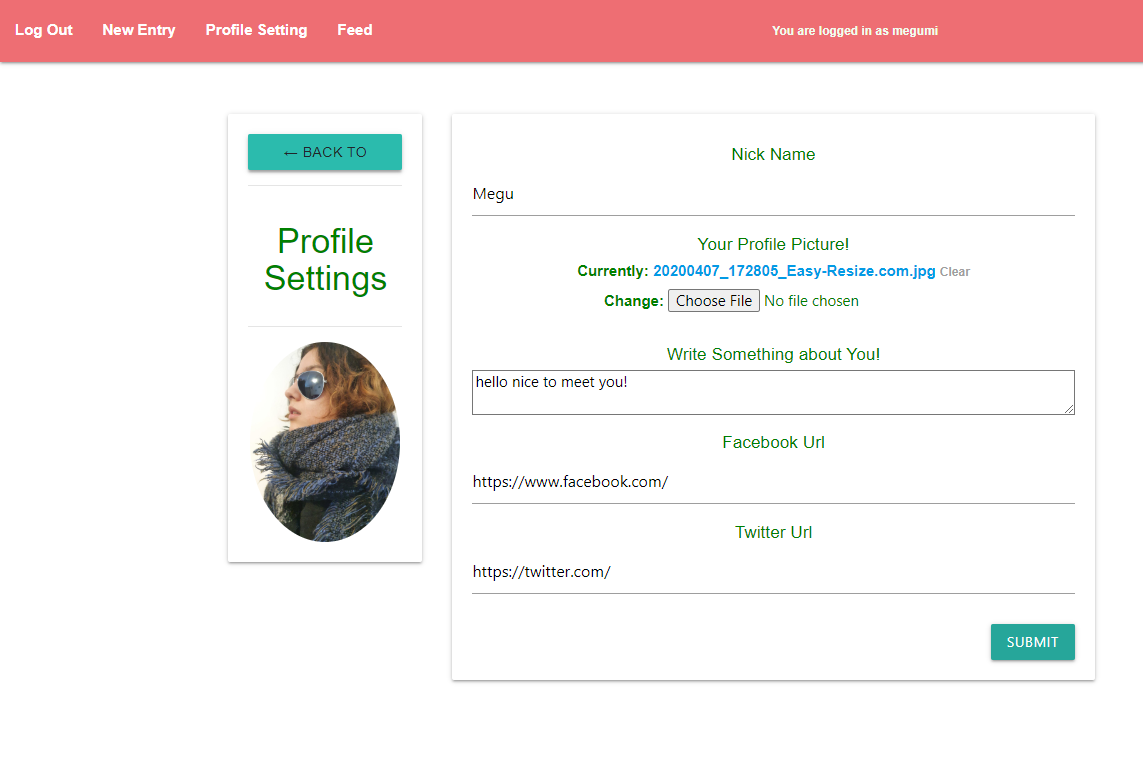 Log Out New Entry Profile Setting Feed You are logged in as megumi
← BACK TO
Profile
Settings
Nick Name
Megu
Your Profile Picture!
Currently: 20200407_172805_Easy-Resize.com.jpg Clear
Change: Choose File No file chosen
Write Something about You!
hello nice to meet you!
Facebook Url
https://www.facebook.com/
Twitter Url
https://twitter.com/
SUBMIT